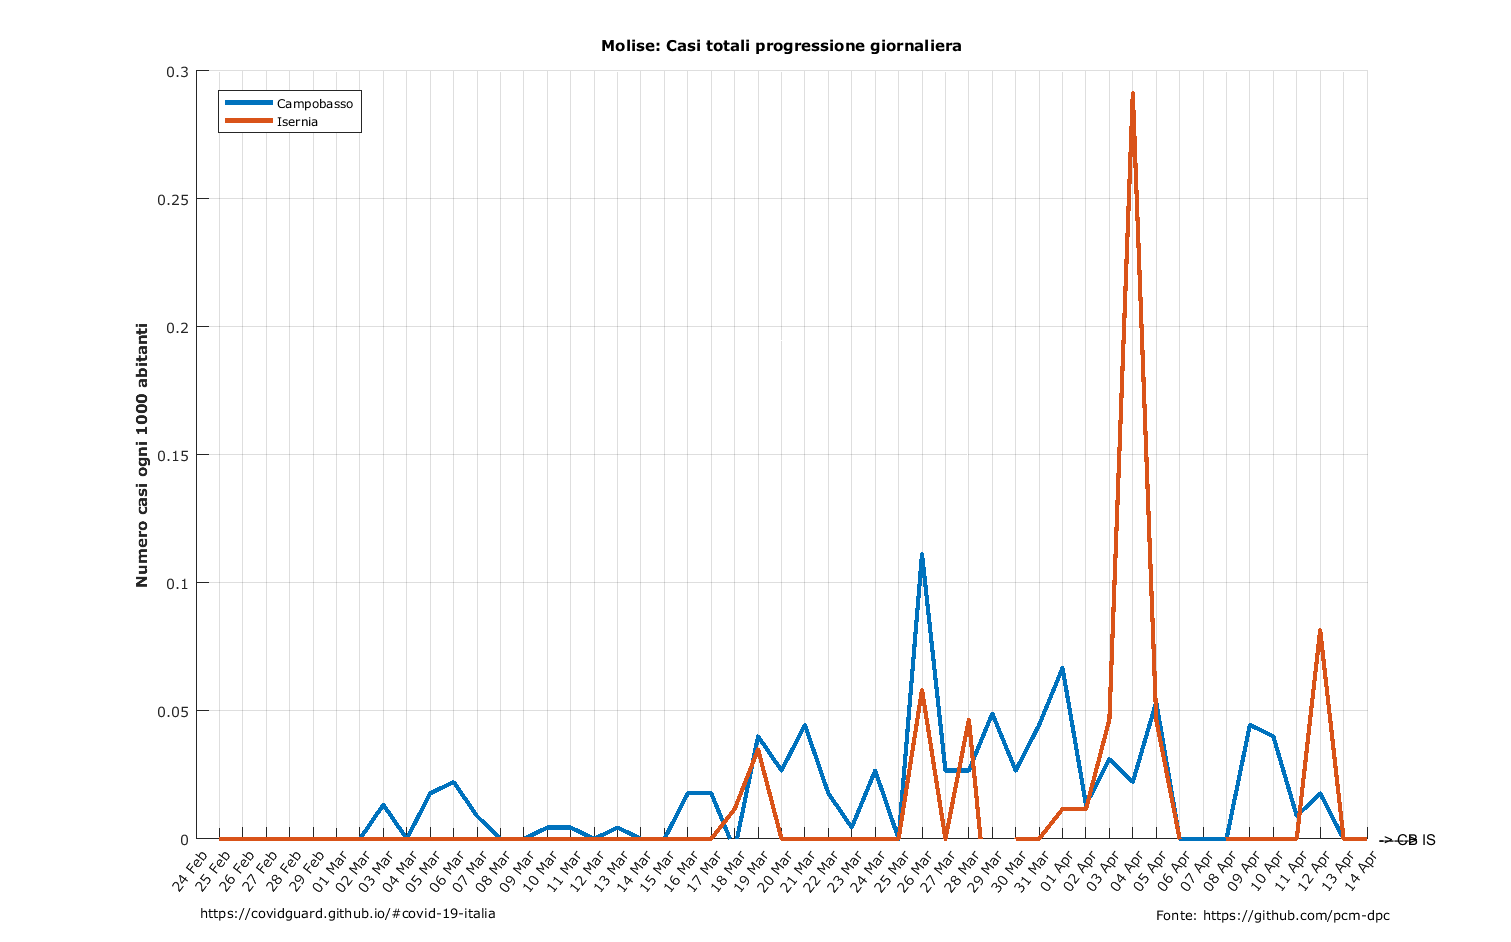 Molise: Casi totali progressione giornaliera
Numero casi ogni 1000 abitanti
0.3
0.25
0.2
0.15
0.1
0.05
0
Campobasso
Isernia
24 Feb
25 Feb
26 Feb
27 Feb
28 Feb
29 Feb
01 Mar
02 Mar
03 Mar
04 Mar
05 Mar
06 Mar
07 Mar
08 Mar
09 Mar
10 Mar
11 Mar
12 Mar
13 Mar
14 Mar
15 Mar
16 Mar
17 Mar
18 Mar
19 Mar
20 Mar
21 Mar
22 Mar
23 Mar
24 Mar
25 Mar
26 Mar
27 Mar
28 Mar
29 Mar
30 Mar
31 Mar
01 Apr
02 Apr
03 Apr
04 Apr
05 Apr
06 Apr
07 Apr
08 Apr
09 Apr
10 Apr
11 Apr
12 Apr
13 Apr
14 Apr
-> CB IS
https://covidguard.github.io/#covid-19-italia
Fonte: https://github.com/pcm-dpc